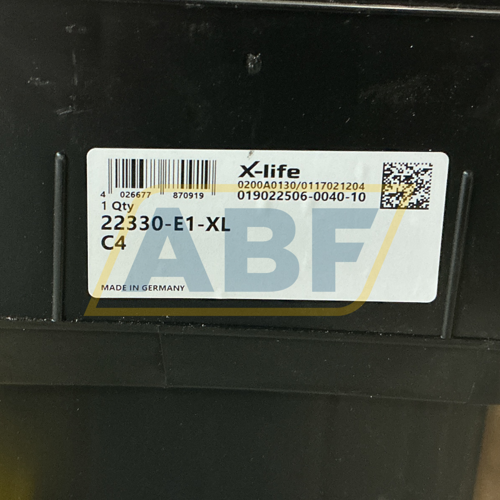 X-life
0200A0130/0117021204
019022506-0040-10
4 026677 870919
1 Qty
22330-E1-XL
C4
MADE IN GERMANY
ABF